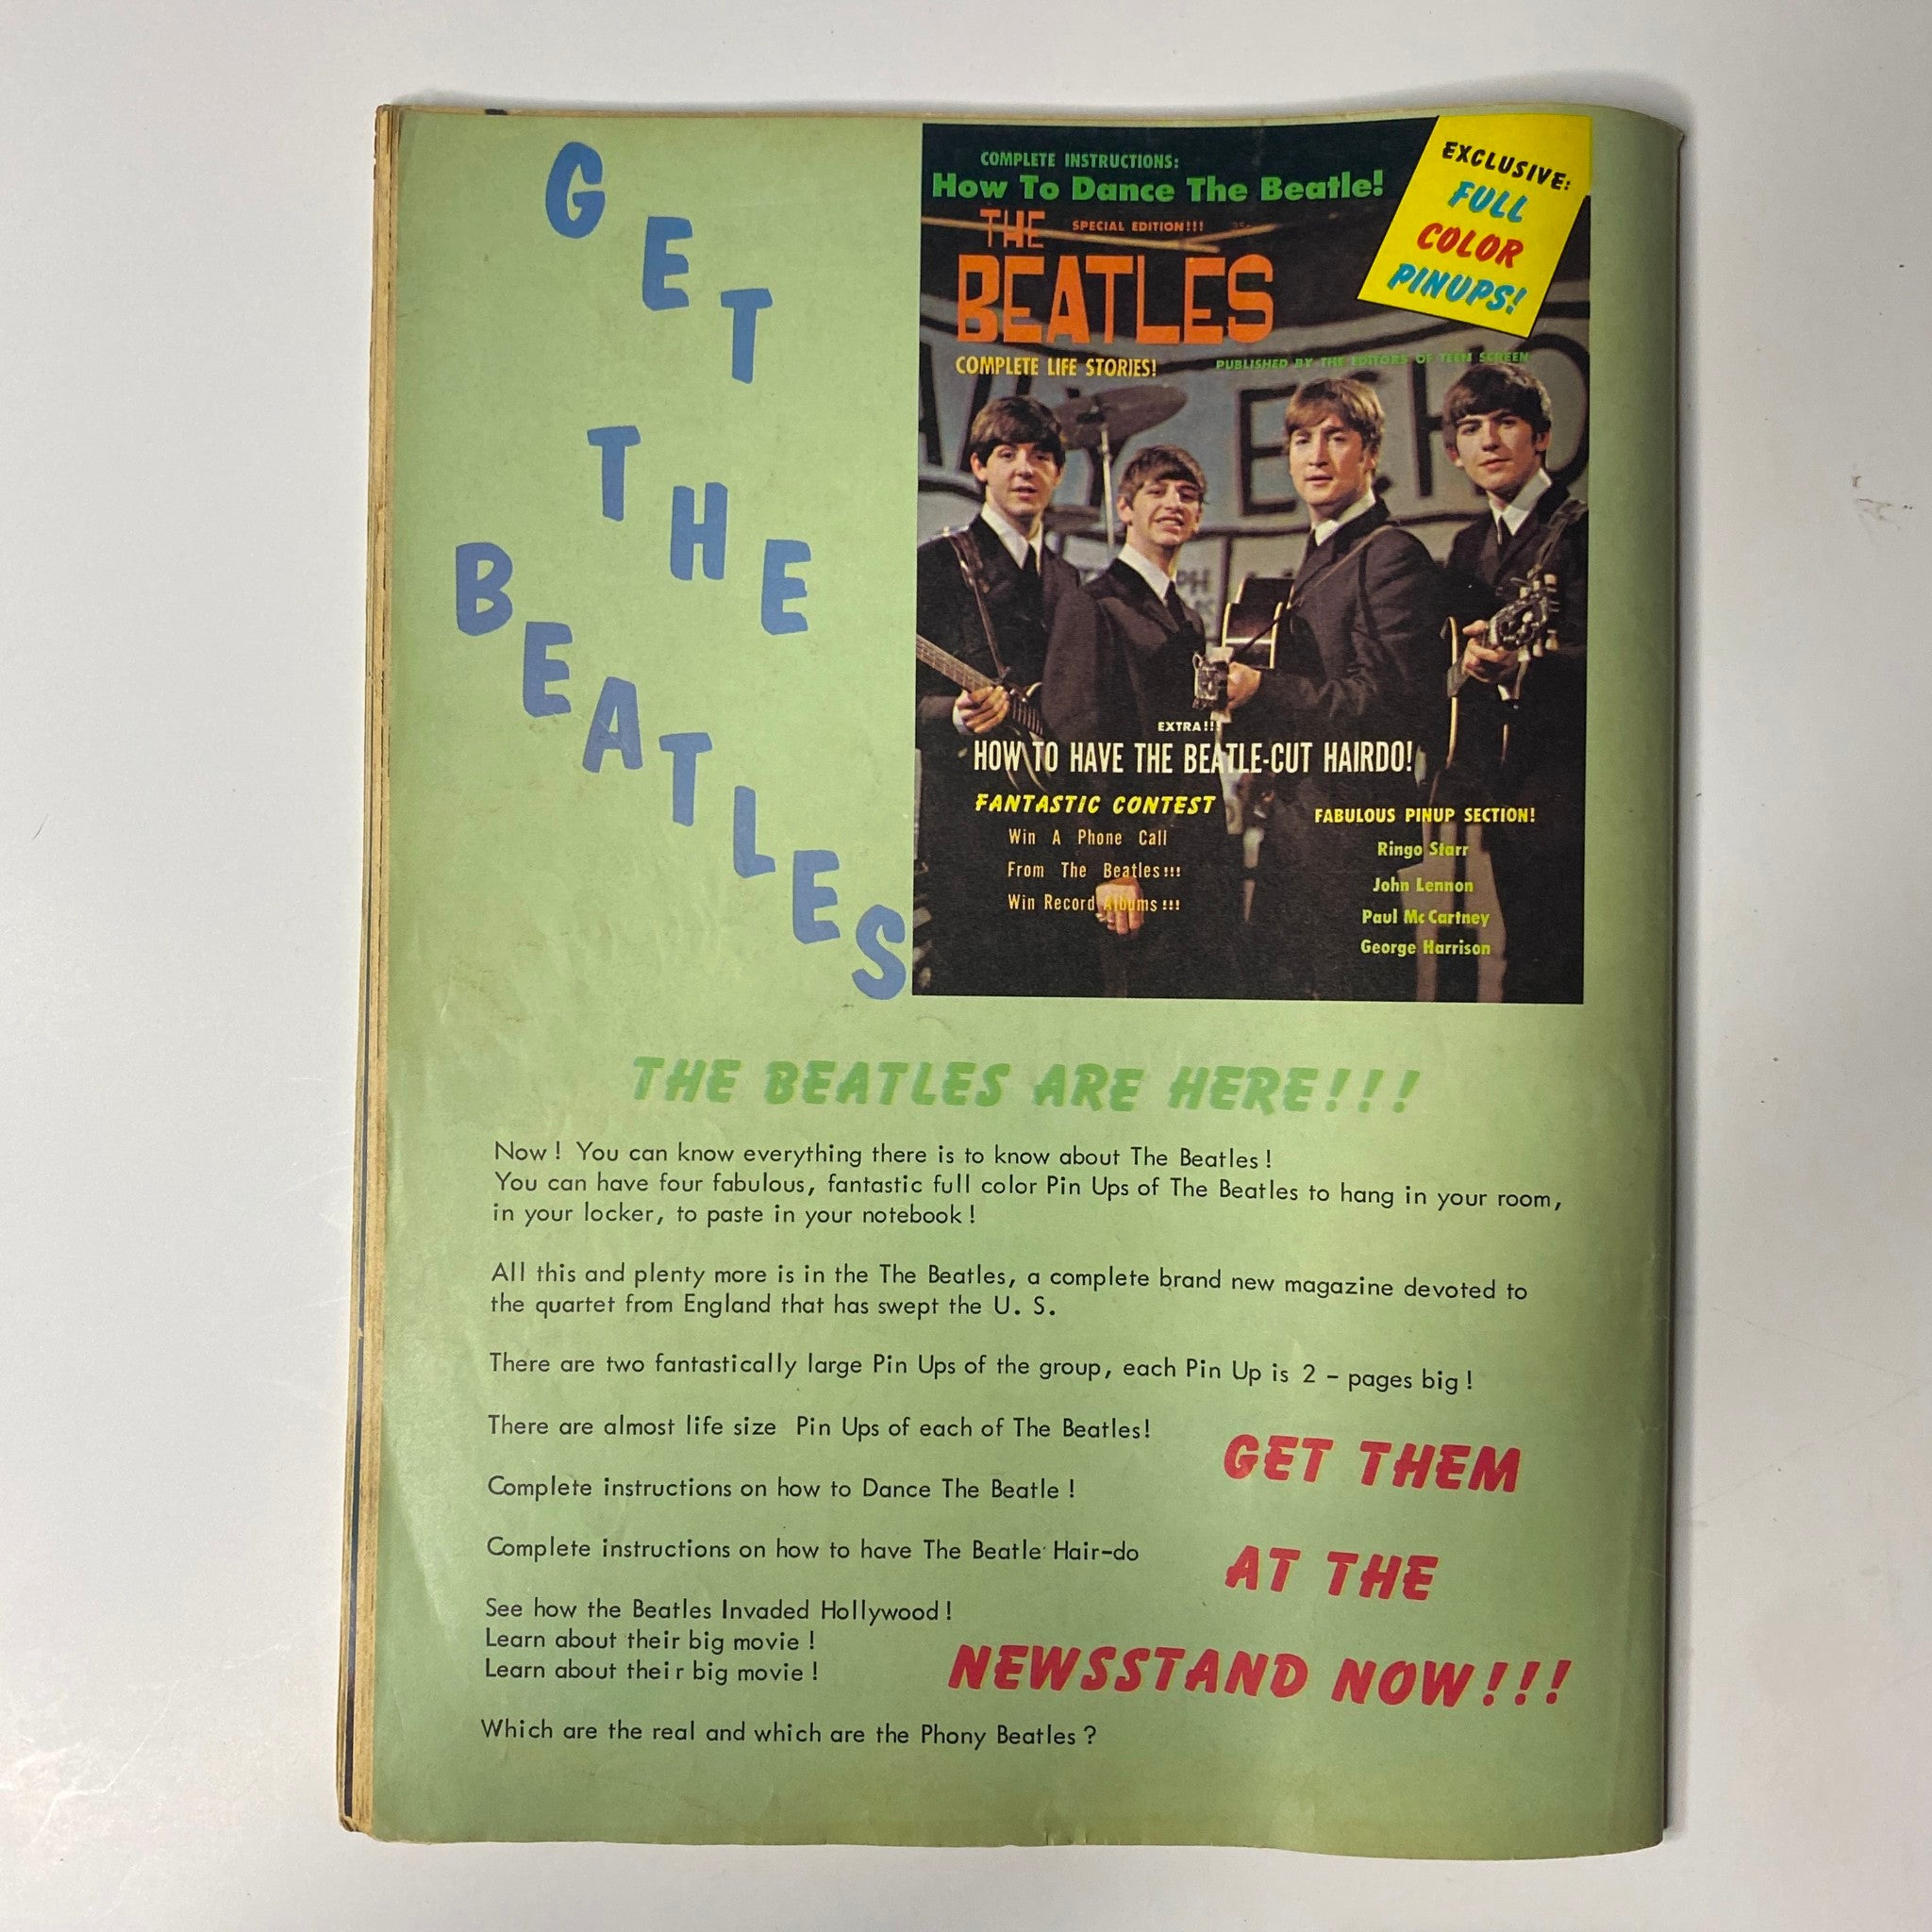 GET
THE
BEATLES
COMPLETE INSTRUCTIONS:
How To Dance The Beatle!
EXCLUSIVE:
FULL
COLOR
PINUPS!
THE
SPECIAL EDITION!!!
BEATLES
COMPLETE LIFE STORIES!
PUBLISHED BY THE EDITORS OF TEEN SCREEN
EXTRA!!!
HOW TO HAVE THE BEATLE-CUT HAIRDO!
FANTASTIC CONTEST
Win A Phone Call
From The Beatles!!!
Win Record Albums!!!
FABULOUS PINUP SECTION!
Ringo Starr
John Lennon
Paul McCartney
George Harrison
THE BEATLES ARE HERE!!!
Now! You can know everything there is to know about The Beatles!
You can have four fabulous, fantastic full color Pin Ups of The Beatles to hang in your room,
in your locker, to paste in your notebook!
All this and plenty more is in the The Beatles, a complete brand new magazine devoted to
the quartet from England that has swept the U. S.
There are two fantastically large Pin Ups of the group, each Pin Up is 2 - pages big!
There are almost life size Pin Ups of each of The Beatles!
Complete instructions on how to Dance The Beatle!
Complete instructions on how to have The Beatle Hair-do
See how the Beatles Invaded Hollywood!
Learn about their big movie!
Learn about their big movie!
Which are the real and which are the Phony Beatles?
GET THEM
AT THE
NEWSSTAND NOW!!!